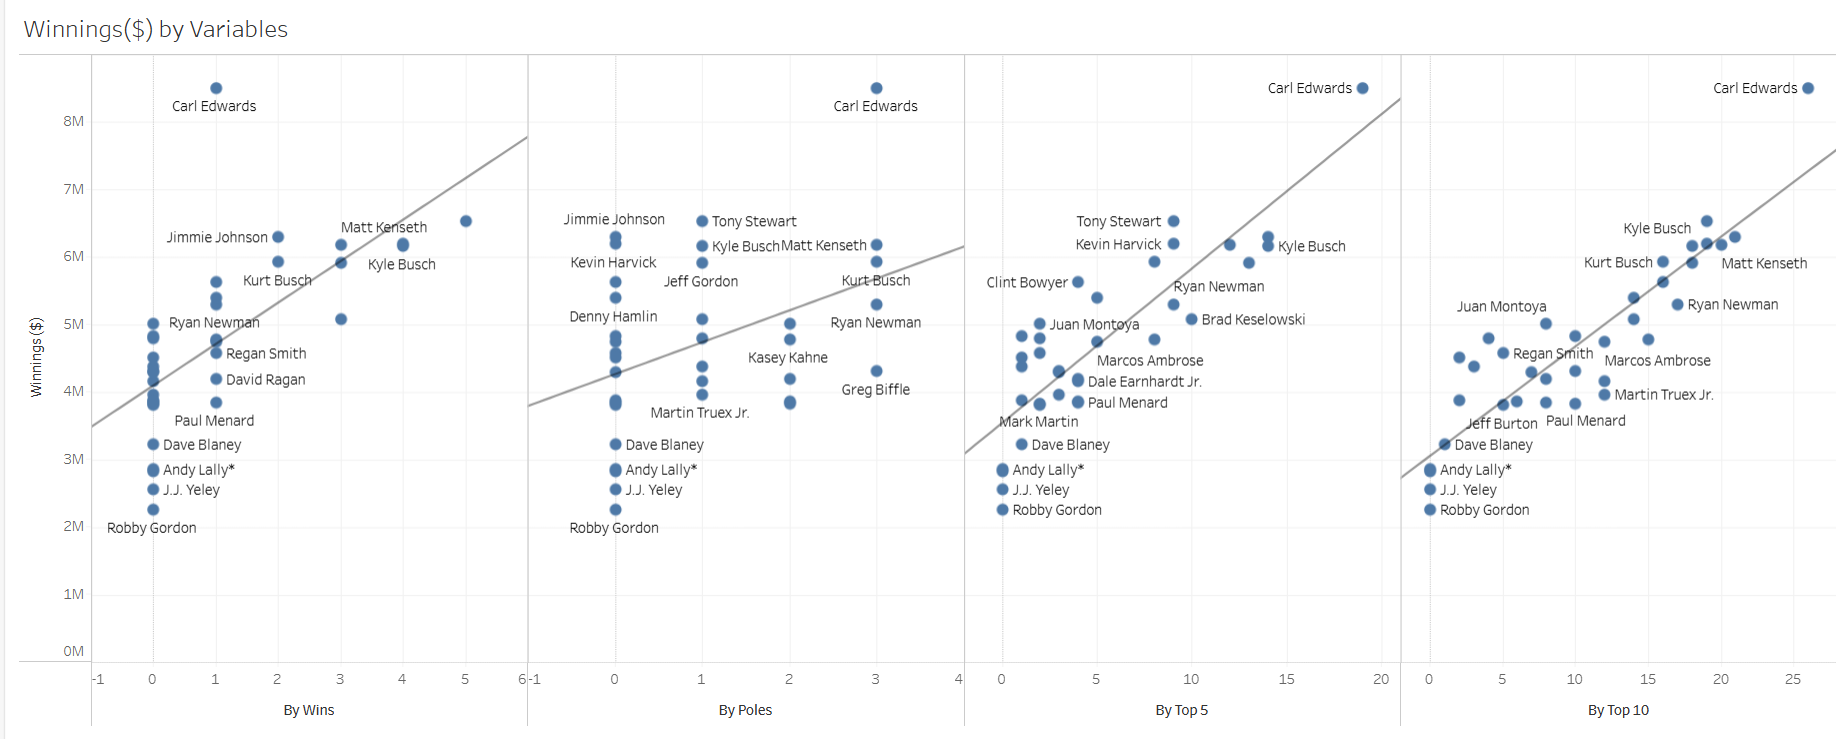 Winnings($) by Variables
Winnings($)
8M
7M
6M
5M
4M
3M
2M
1M
0M
Carl Edwards
Matt Kenseth
Jimmie Johnson
Kyle Busch
Kurt Busch
Ryan Newman
Regan Smith
David Ragan
Paul Menard
Dave Blaney
Andy Lally*
J.J. Yeley
Robby Gordon
-1 0 1 2 3 4 5 6
By Wins
Carl Edwards
Jimmie Johnson
Tony Stewart
Kyle Busch
Matt Kenseth
Kevin Harvick
Jeff Gordon
Kurt Busch
Denny Hamlin
Ryan Newman
Kasey Kahne
Greg Biffle
Martin Truex Jr.
Dave Blaney
Andy Lally*
J.J. Yeley
Robby Gordon
-1 0 1 2 3 4
By Poles
Carl Edwards
Tony Stewart
Kevin Harvick
Kyle Busch
Clint Bowyer
Ryan Newman
Juan Montoya
Brad Keselowski
Marcos Ambrose
Dale Earnhardt Jr.
Paul Menard
Mark Martin
Dave Blaney
Andy Lally*
J.J. Yeley
Robby Gordon
0 5 10 15 20
By Top 5
Carl Edwards
Kyle Busch
Kurt Busch
Matt Kenseth
Juan Montoya
Ryan Newman
Regan Smith
Marcos Ambrose
Martin Truex Jr.
Jeff Burton
Paul Menard
Dave Blaney
Andy Lally*
J.J. Yeley
Robby Gordon
0 5 10 15 20 25
By Top 10